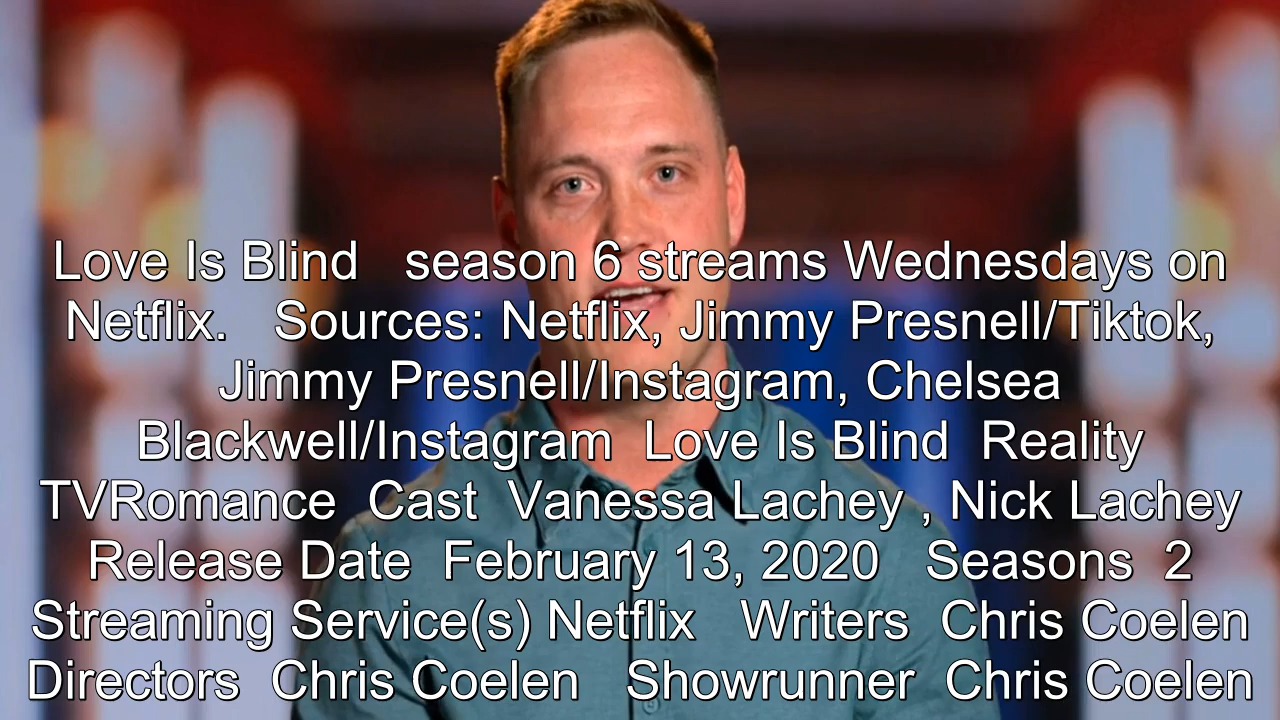 Love Is Blind   season 6 streams Wednesdays on
Netflix.   Sources: Netflix, Jimmy Presnell/Tiktok,
Jimmy Presnell/Instagram, Chelsea
Blackwell/Instagram  Love Is Blind  Reality
TVRomance  Cast  Vanessa Lachey , Nick Lachey
Release Date  February 13, 2020   Seasons  2
Streaming Service(s) Netflix   Writers  Chris Coelen
Directors  Chris Coelen   Showrunner  Chris Coelen